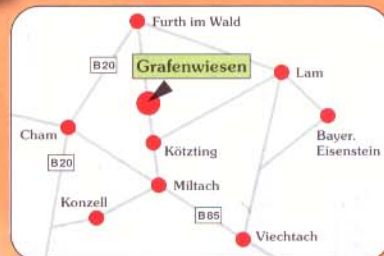 Furth im Wald
B20
Grafenwiesen
Lam
Cham
Bayer.
Eisenstein
Kötzting
B20
Miltach
Konzell
B85
Viechtach